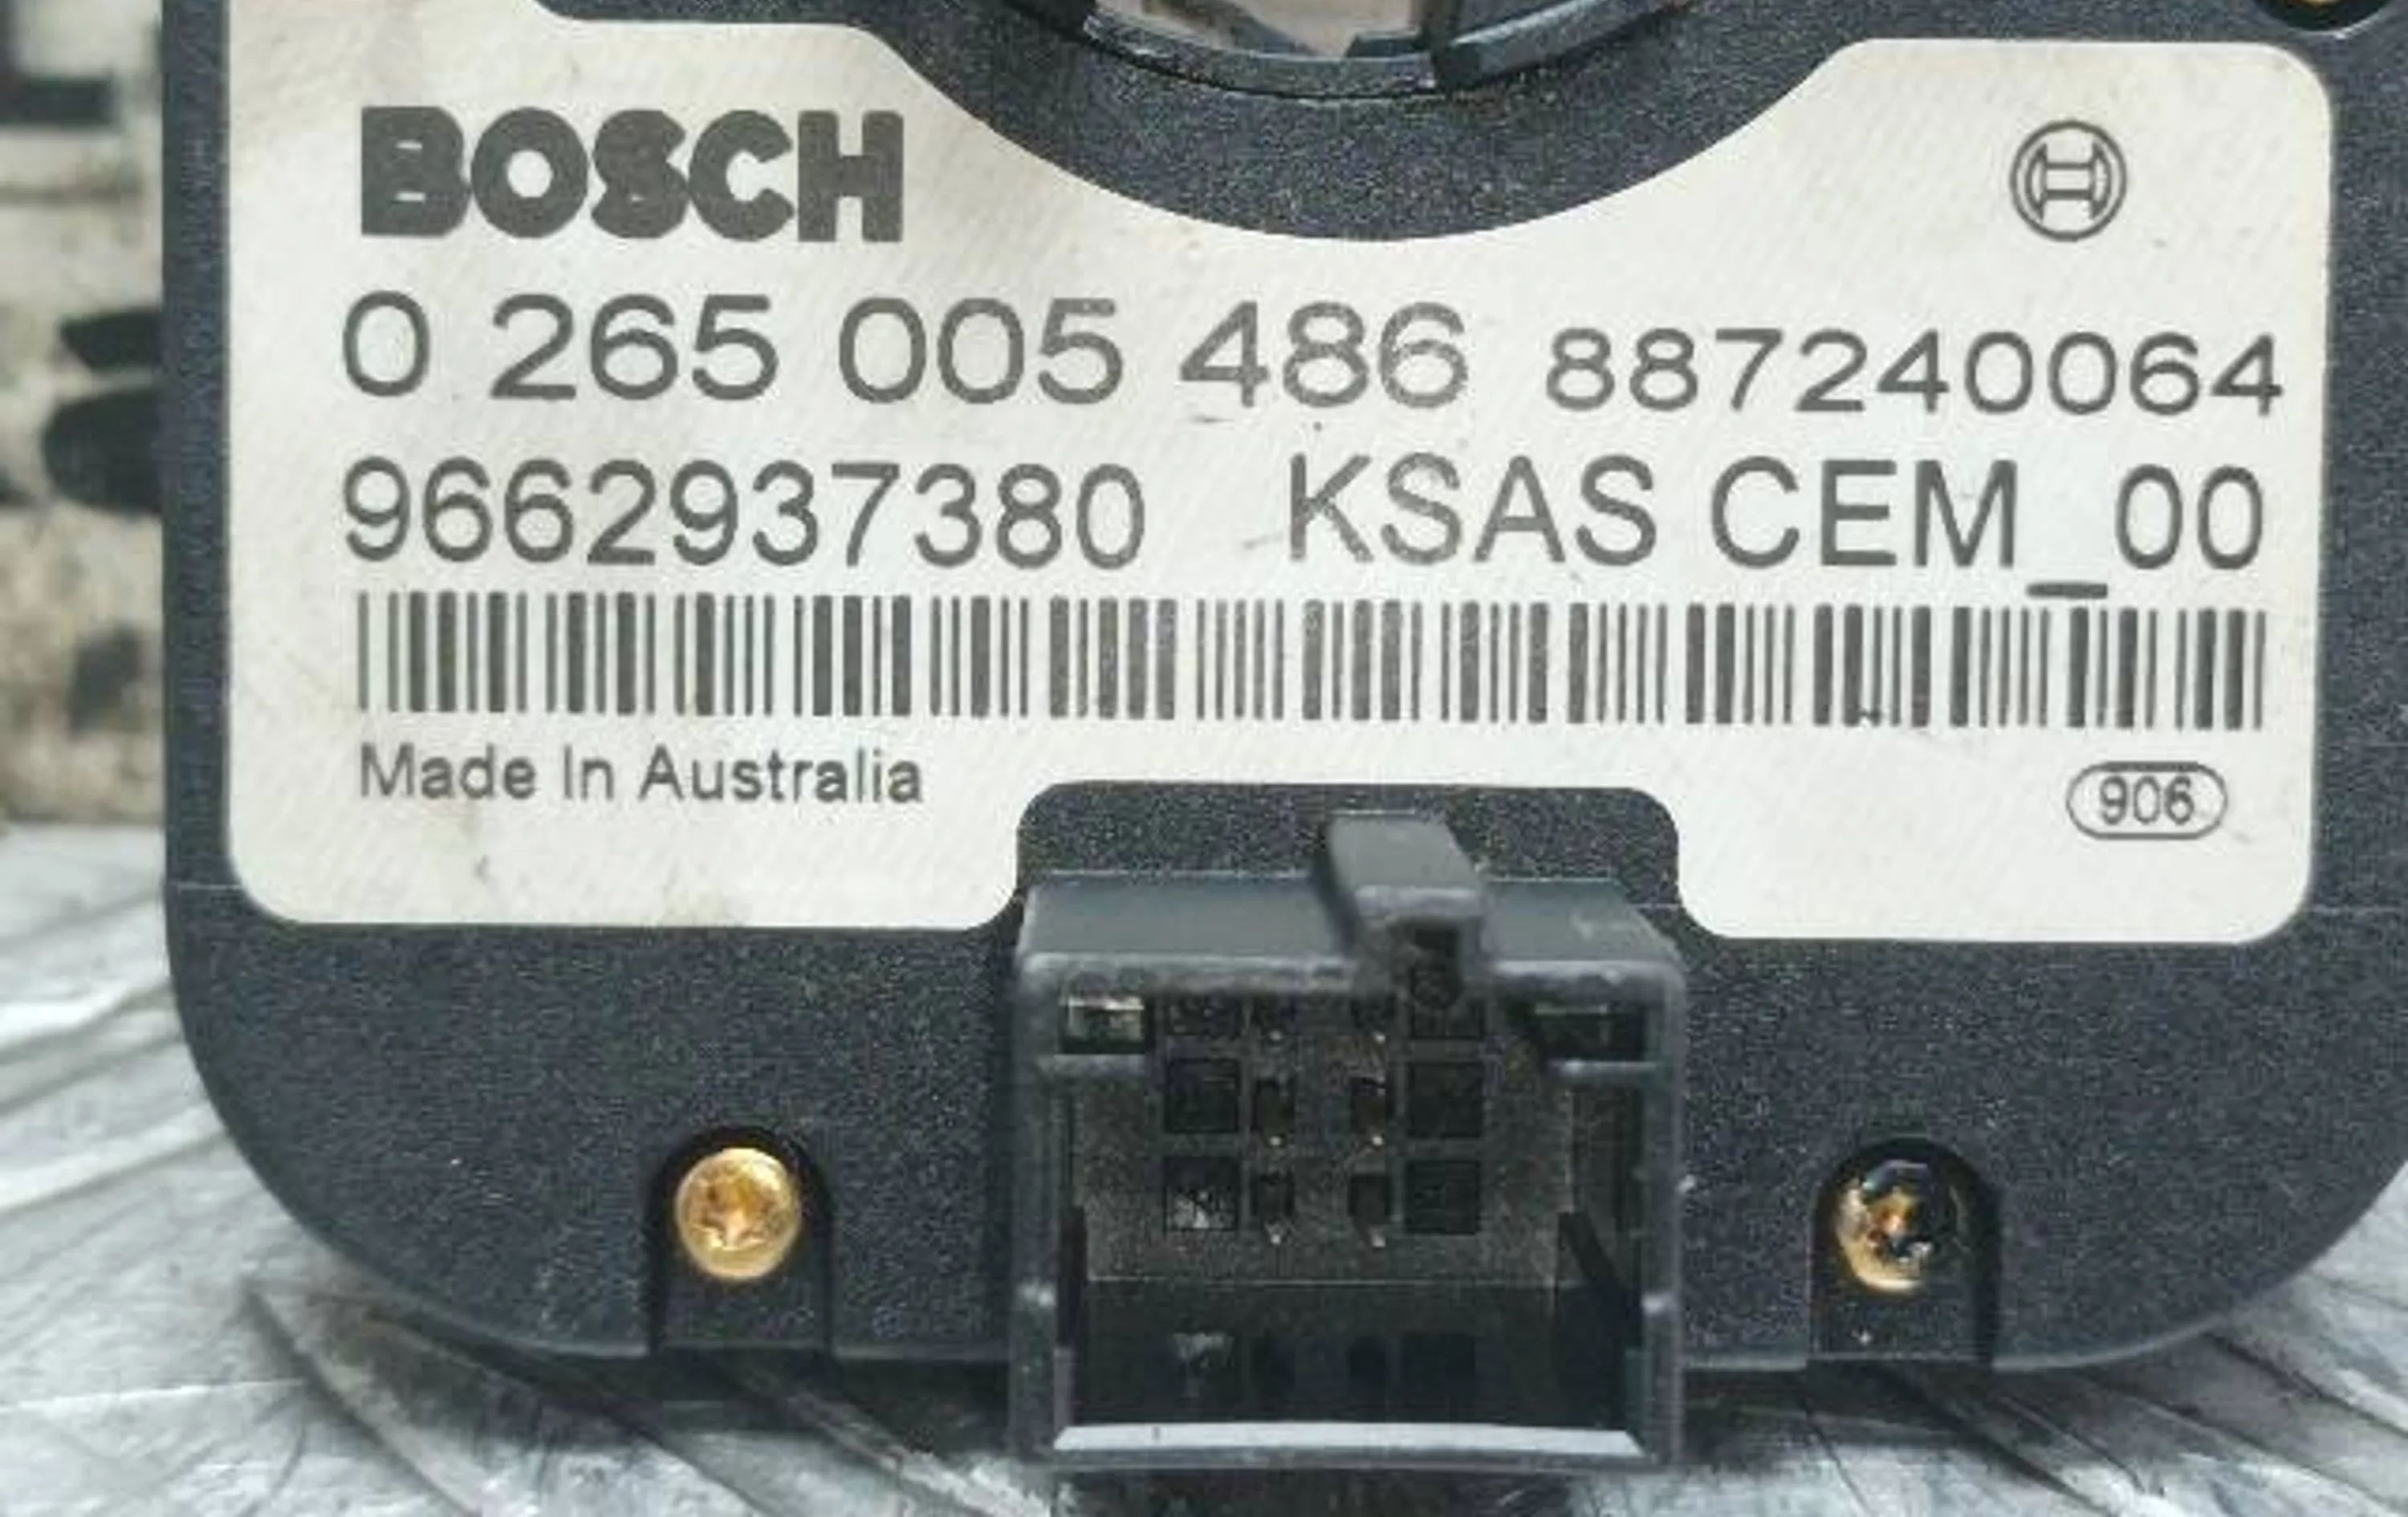 BOSCH
0 265 005 486 887240064
9662937380 KSAS CEM_00
Made In Australia
906